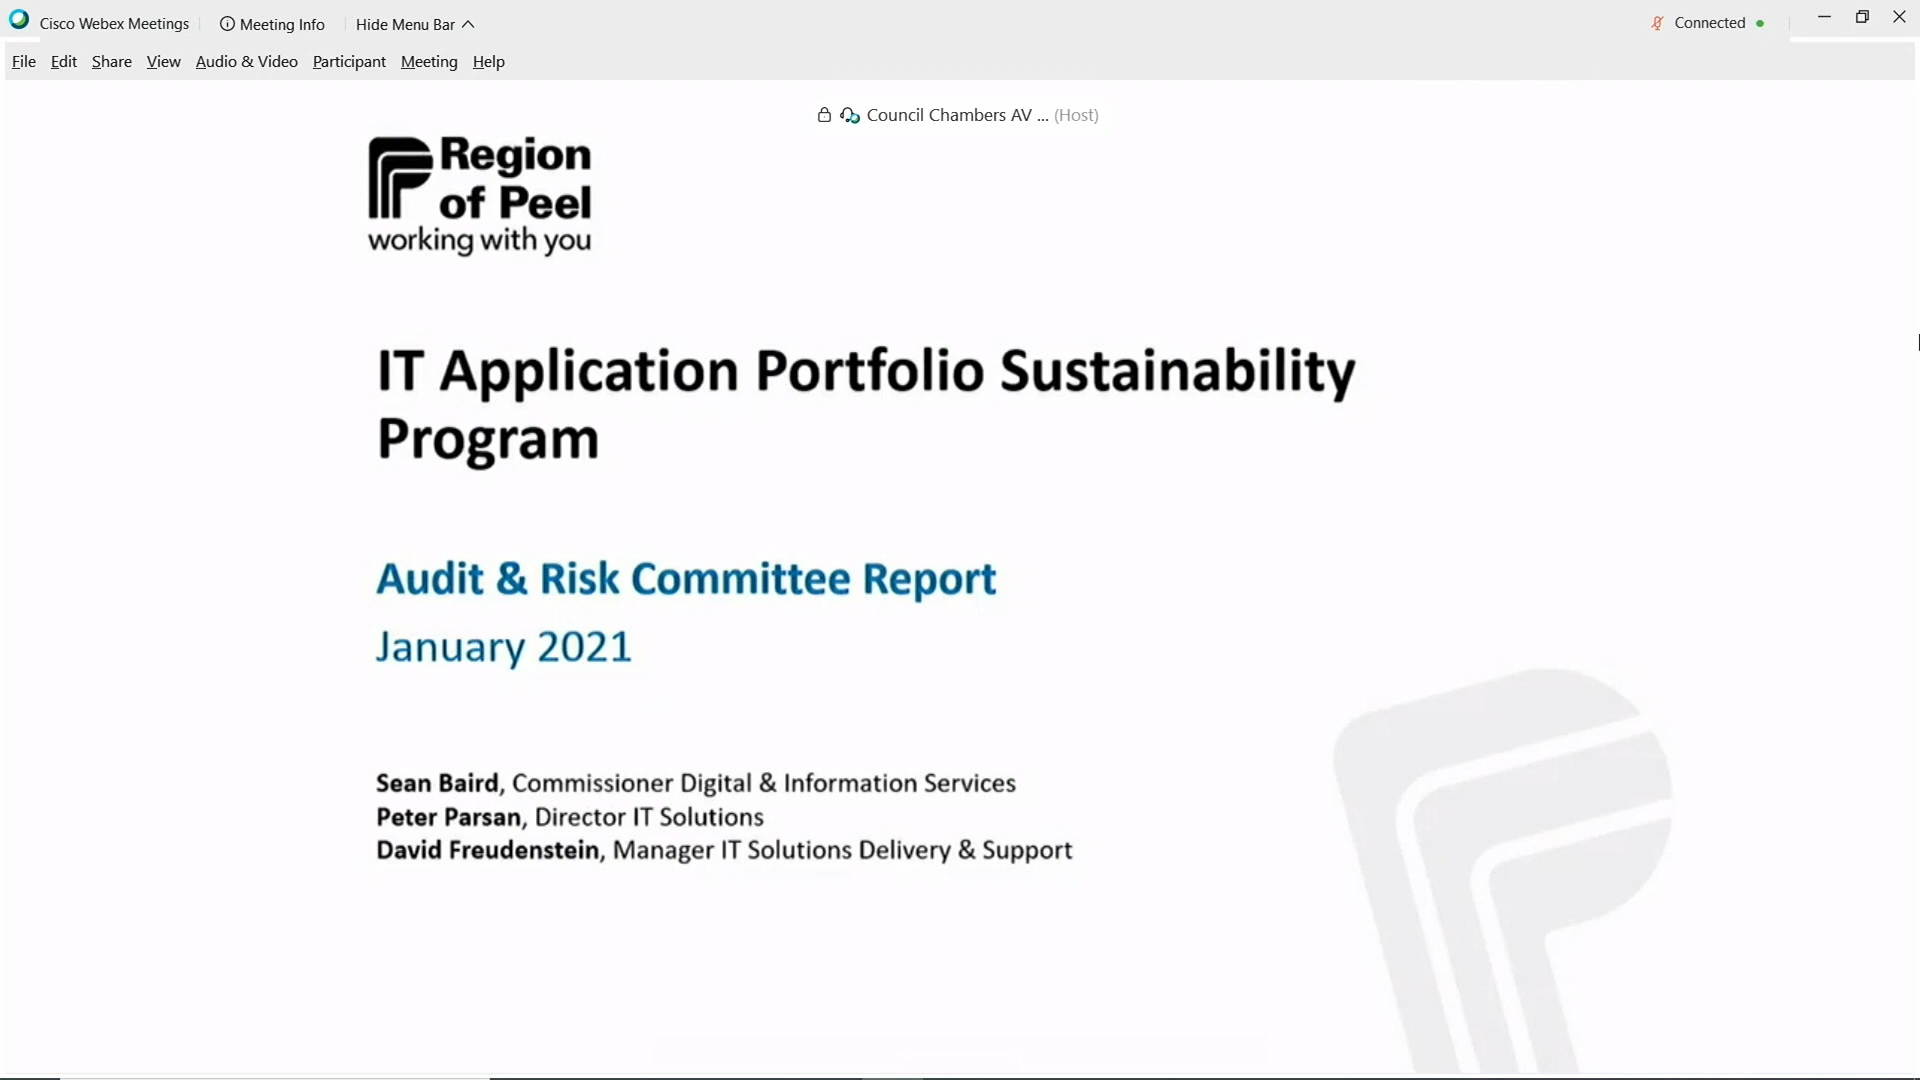 Cisco Webex Meetings Meeting Info Hide Menu Bar Connected
File Edit Share View Audio & Video Participant Meeting Help
Council Chambers AV ... (Host)
Region
of Peel
working with you
IT Application Portfolio Sustainability
Program
Audit & Risk Committee Report
January 2021
Sean Baird, Commissioner Digital & Information Services
Peter Parsan, Director IT Solutions
David Freudenstein, Manager IT Solutions Delivery & Support